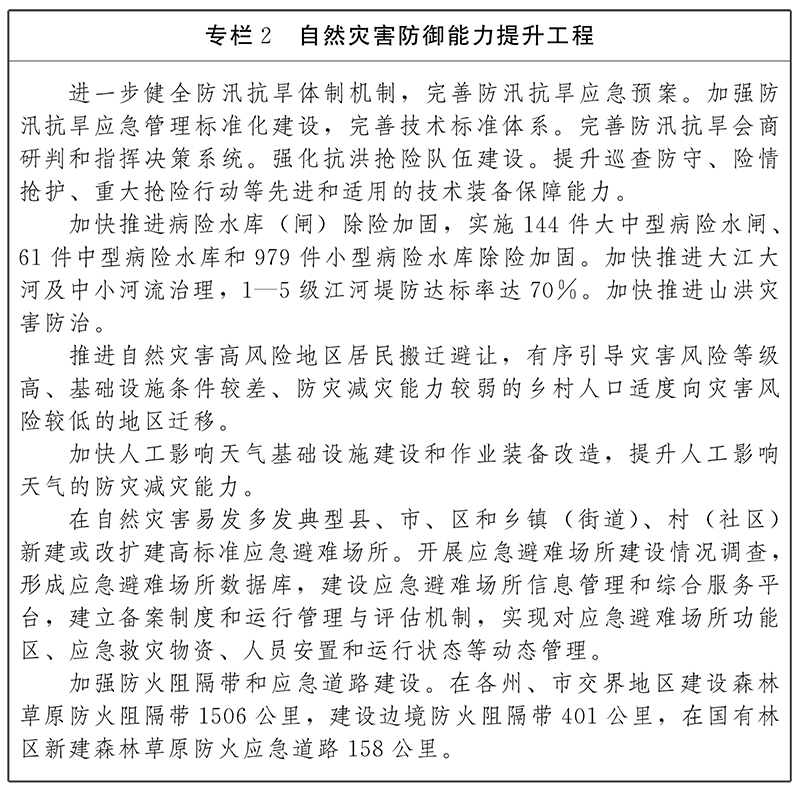 专栏 2　自然灾害防御能力提升工程
进一步健全防汛抗旱体制机制，完善防汛抗旱应急预案。加强防
汛抗旱应急管理标准化建设，完善技术标准体系。完善防汛抗旱会商
研判和指挥决策系统。强化抗洪抢险队伍建设。提升巡查防守、险情
抢护、重大抢险行动等先进和适用的技术装备保障能力。
加快推进病险水库（闸）除险加固，实施 144 件大中型病险水闸、
61 件中型病险水库和 979 件小型病险水库除险加固。加快推进大江大
河及中小河流治理，1—5 级江河堤防达标率达 70％。加快推进山洪灾
害防治。
推进自然灾害高风险地区居民搬迁避让，有序引导灾害风险等级
高、基础设施条件较差、防灾减灾能力较弱的乡村人口适度向灾害风
险较低的地区迁移。
加快人工影响天气基础设施建设和作业装备改造，提升人工影响
天气的防灾减灾能力。
在自然灾害易发多发典型县、市、区和乡镇（街道）、村（社区）
新建或改扩建高标准应急避难场所。开展应急避难场所建设情况调查，
形成应急避难场所数据库，建设应急避难场所信息管理和综合服务平
台，建立备案制度和运行管理与评估机制，实现对应急避难场所功能
区、应急救灾物资、人员安置和运行状态等动态管理。
加强防火阻隔带和应急道路建设。在各州、市交界地区建设森林
草原防火阻隔带 1506 公里，建设边境防火阻隔带 401 公里，在国有林
区新建森林草原防火应急道路 158 公里。